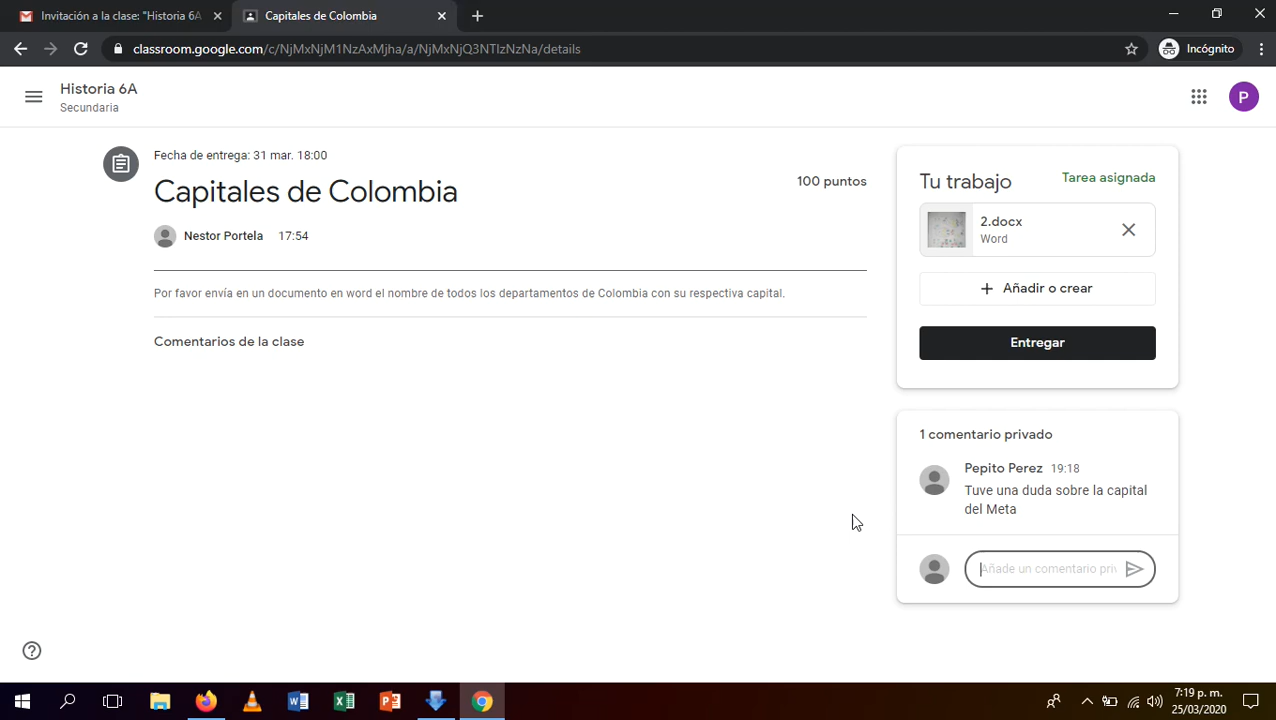 Invitación a la clase: "Historia 6A
Capitales de Colombia
classroom.google.com/c/NjMxNjM1NzAxMjha/a/NjMxNjQ3NTIzNzNa/details
Incógnito
Historia 6A
Secundaria
P
Fecha de entrega: 31 mar. 18:00
Capitales de Colombia
100 puntos
Nestor Portela 17:54
Por favor envía en un documento en word el nombre de todos los departamentos de Colombia con su respectiva capital.
Comentarios de la clase
Tu trabajo
Tarea asignada
2.docx
Word
Añadir o crear
Entregar
1 comentario privado
Pepito Perez 19:18
Tuve una duda sobre la capital
del Meta
Añade un comentario priv
7:19 p. m.
25/03/2020